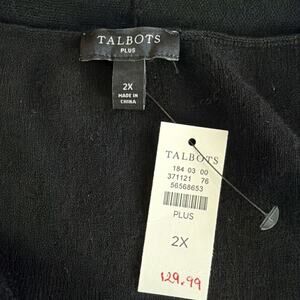 TALBOTS
PLUS
2X
MADE IN
CHINA
TALBOTS
184 03 00
371121 76
56568653
PLUS
2X
129.99